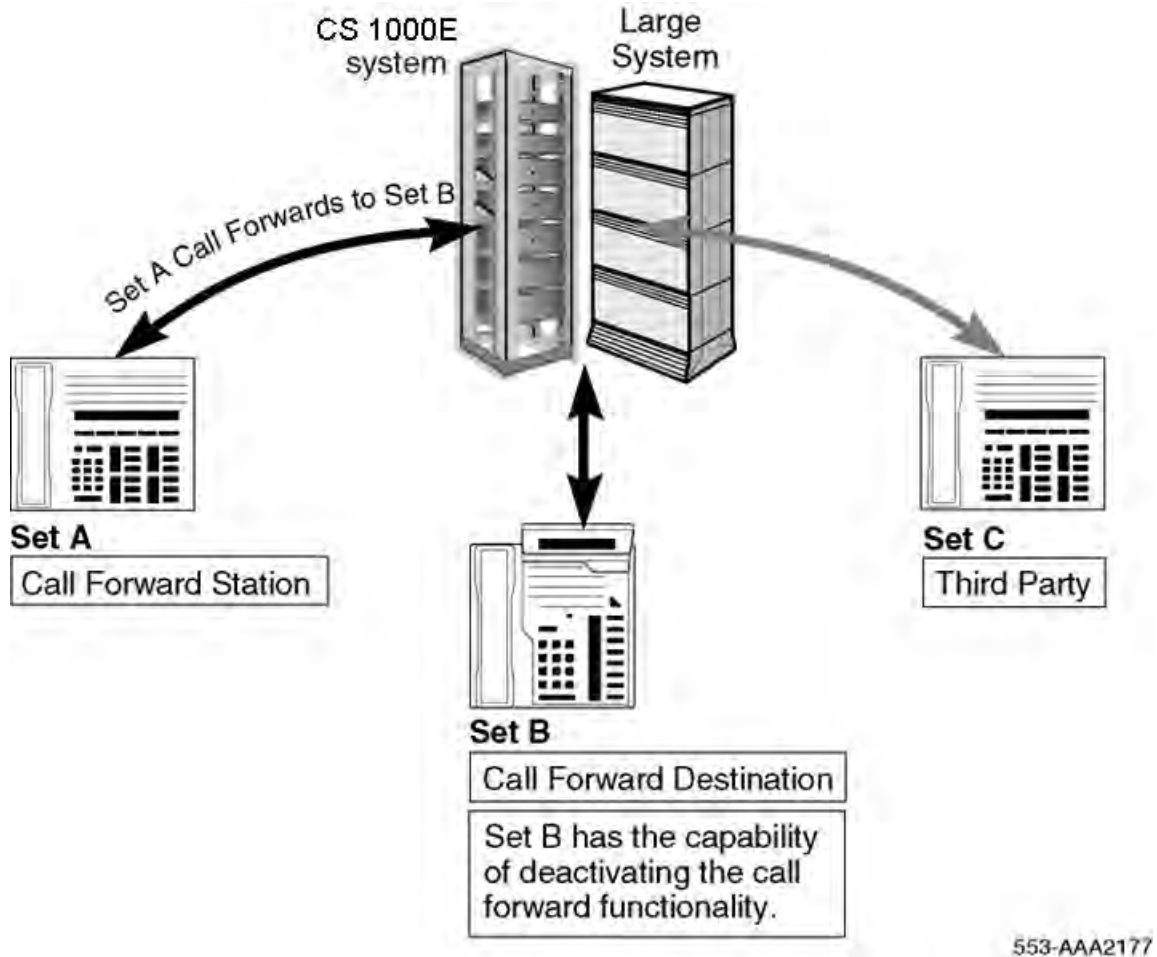 CS 1000E
system
Large
System
Set A Call Forwards to Set B
Set A
Call Forward Station
Set C
Third Party
Set B
Call Forward Destination
Set B has the capability
of deactivating the call
forward functionality.
553-AAA2177